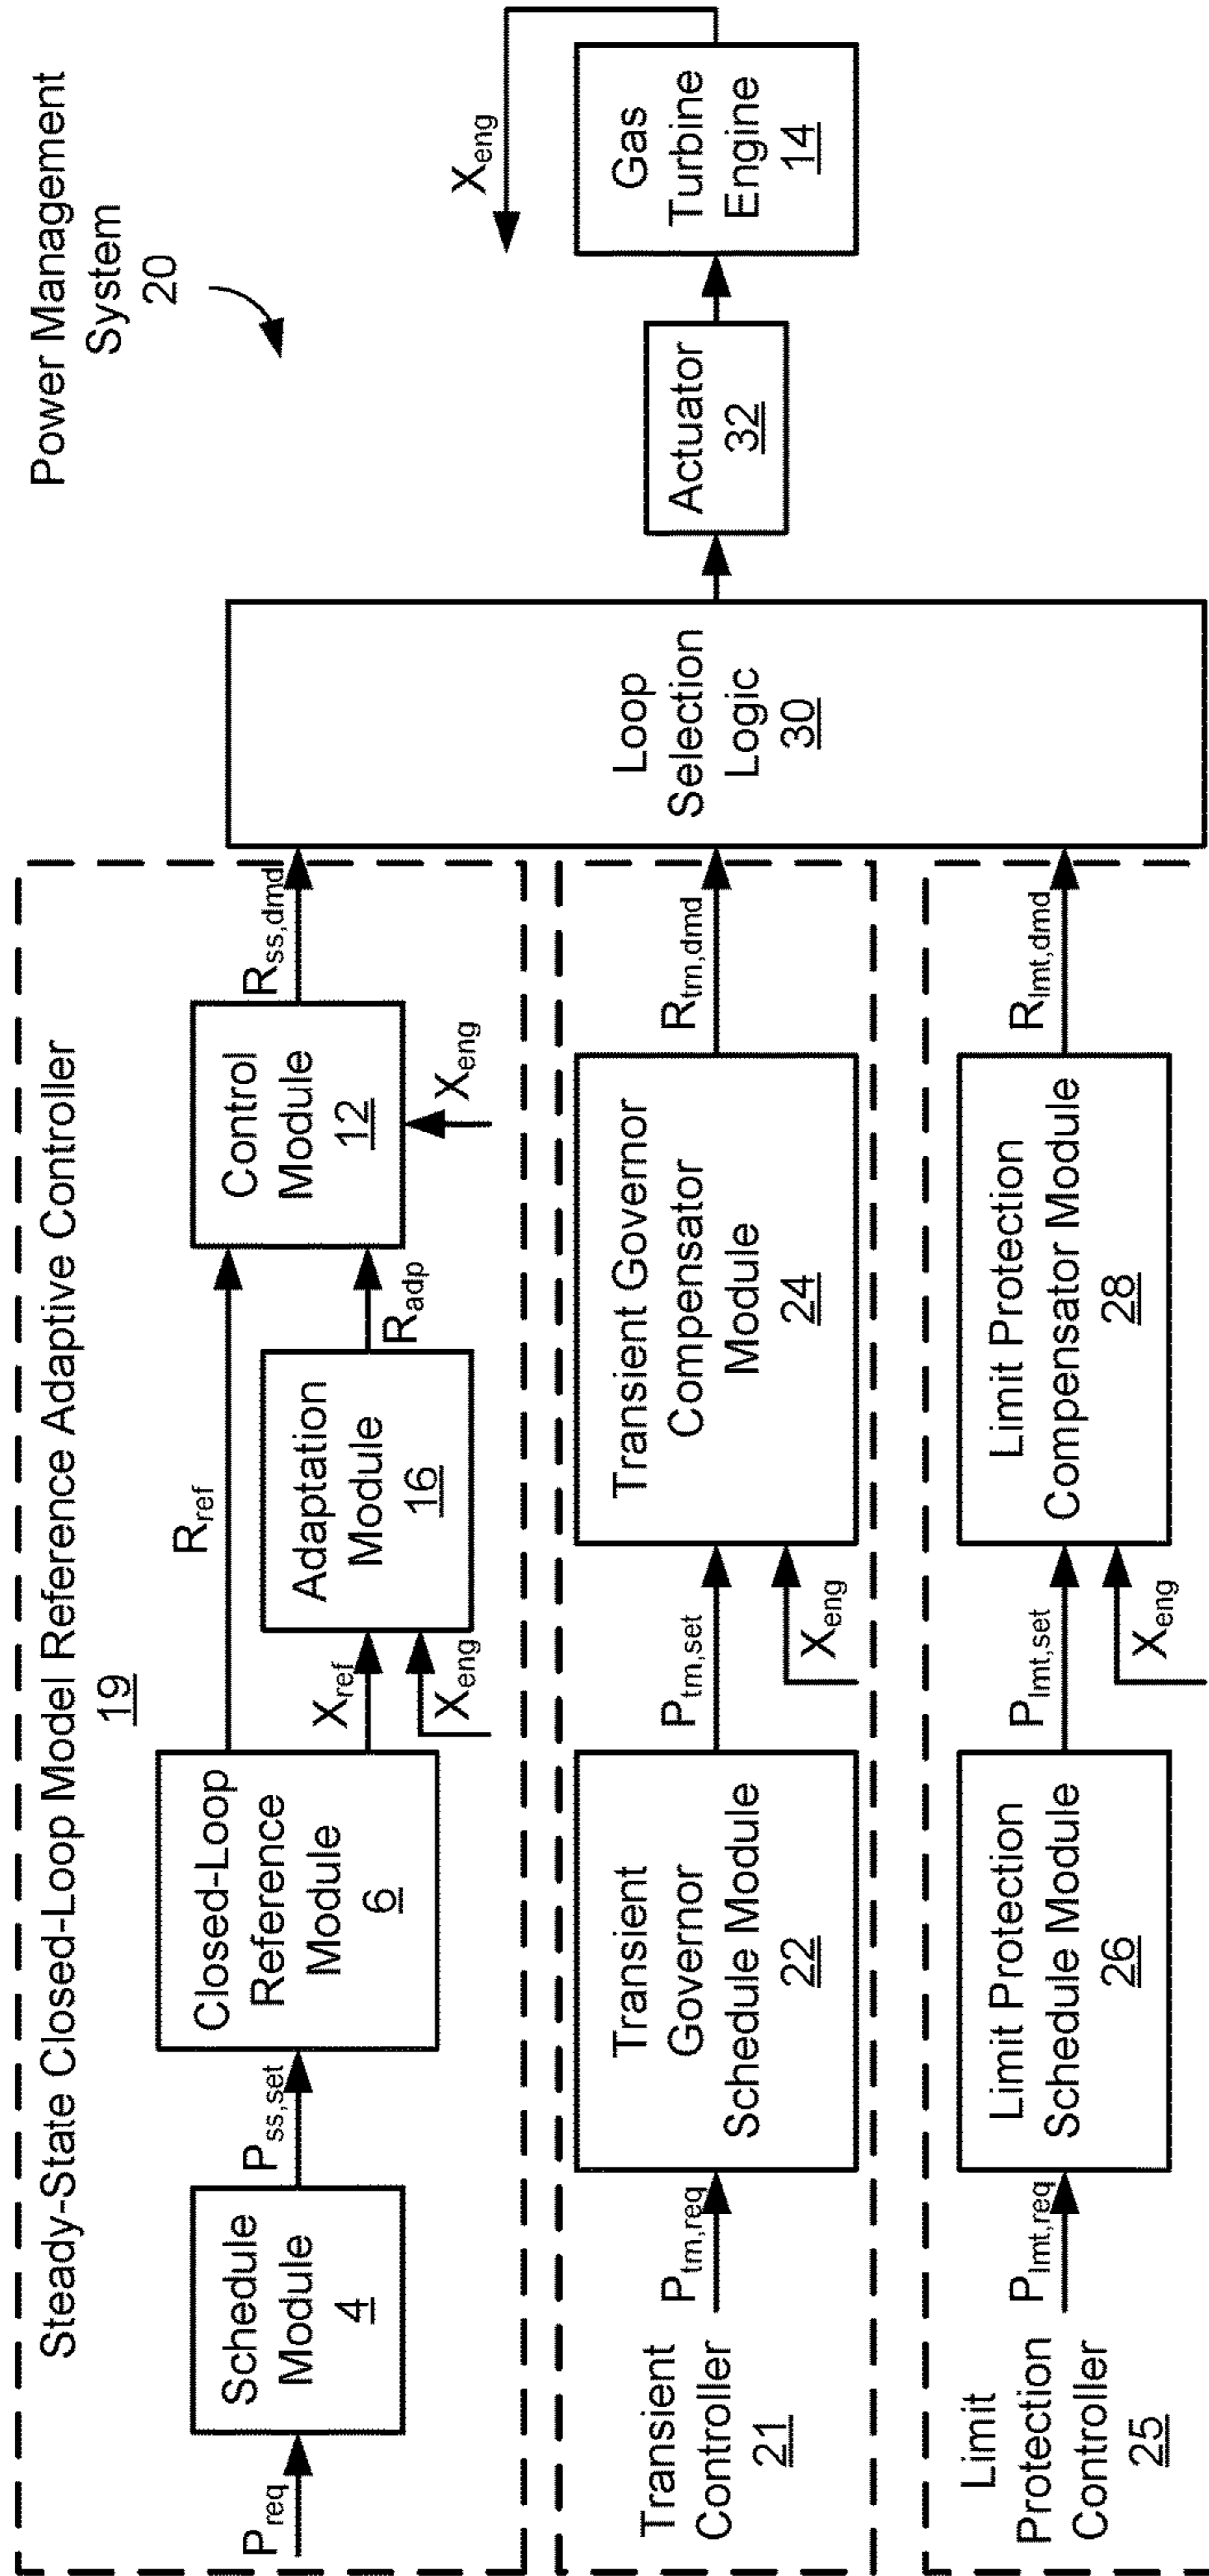 Power Management
System
20
Steady-State Closed-Loop Model Reference Adaptive Controller
19
P_req
Schedule
Module
4
P_ss,set
Closed-Loop
Reference
Module
6
R_ref
X_ref
X_eng
Adaptation
Module
16
R_adp
Control
Module
12
X_eng
R_ss,dmd
Transient
Controller
21
P_trn,req
Transient
Governor
Schedule Module
22
P_trn,set
X_eng
Transient Governor
Compensator
Module
24
R_trn,dmd
Limit
Protection
Controller
25
P_lmt,req
Limit Protection
Schedule Module
26
P_lmt,set
X_eng
Limit Protection
Compensator Module
28
R_lmt,dmd
Loop
Selection
Logic
30
Actuator
32
Gas
Turbine
Engine
14
X_eng